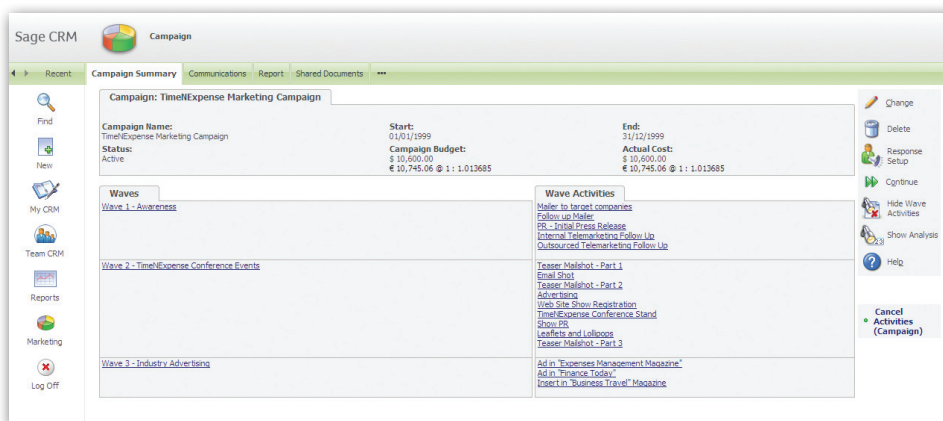 Sage CRM
Campaign
Recent
Campaign Summary Communications Report Shared Documents •••
Find
New
My CRM
Team CRM
Reports
Marketing
Log Off
Campaign: TimeNExpense Marketing Campaign
Campaign Name: Start: End:
TimeNExpense Marketing Campaign 01/01/1999 31/12/1999
Status: Campaign Budget: Actual Cost:
Active $ 10,600.00 $ 10,600.00
€ 10,745.06 @ 1 : 1.013685 € 10,745.06 @ 1 : 1.013685
Waves Wave Activities
Wave 1 - Awareness
Mailer to target companies
Follow up Mailer
PR - Initial Press Release
Internal Telemarketing Follow Up
Outsourced Telemarketing Follow Up
Wave 2 - TimeNExpense Conference Events
Teaser Mailshot - Part 1
Email Shot
Teaser Mailshot - Part 2
Advertising
Web Site Show Registration
TimeNExpense Conference Stand
Show PR
Leaflets and Lollipops
Teaser Mailshot - Part 3
Wave 3 - Industry Advertising
Ad in "Expenses Management Magazine"
Ad in "Finance Today"
Insert in "Business Travel" Magazine
Change
Delete
Response
Setup
Continue
Hide Wave
Activities
Show Analysis
Help
Cancel
Activities
(Campaign)